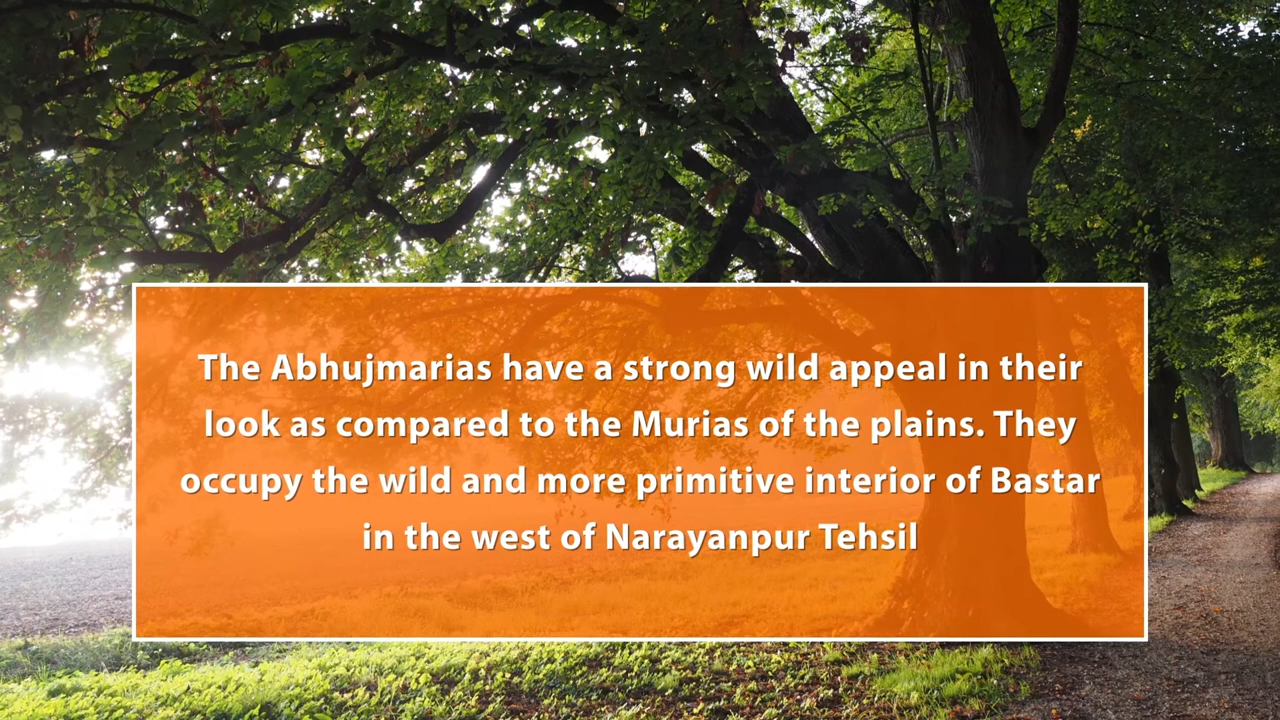 The Abhujmarias have a strong wild appeal in their
look as compared to the Murias of the plains. They
occupy the wild and more primitive interior of Bastar
in the west of Narayanpur Tehsil